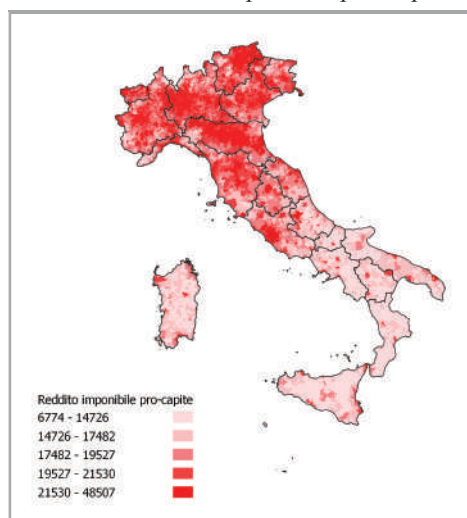 Reddito imponibile pro-capite
6774 - 14726
14726 - 17482
17482 - 19527
19527 - 21530
21530 - 48507